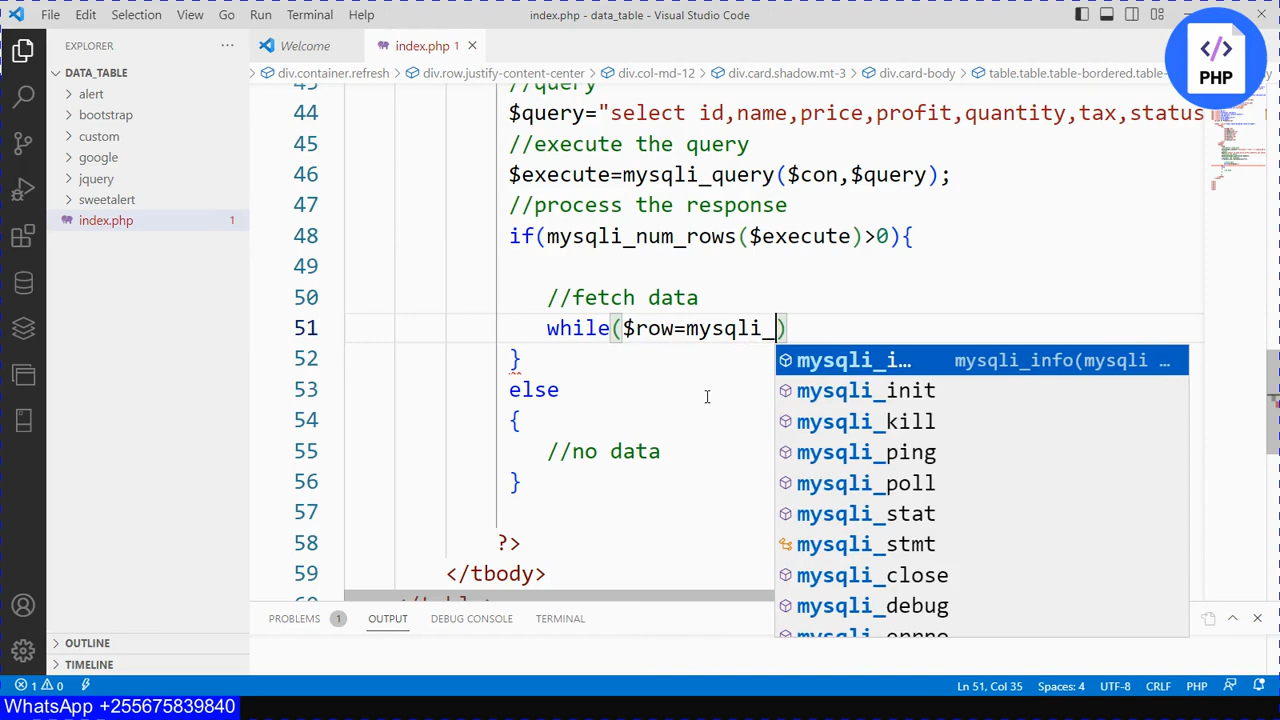 File Edit Selection View Go Run Terminal Help index.php - data_table - Visual Studio Code
EXPLORER
Welcome
index.php 1
PHP
DATA_TABLE
div.container.refresh div.row.justify-content-center div.col-md-12 div.card.shadow.mt-3 div.card-body table.table.table-bordered.table-
alert
bootstrap
custom
google
jquery
sweetalert
index.php 1
43 //query
44 $query="select id,name,price,profit,quantity,tax,status
45 //execute the query
46 $execute=mysqli_query($con,$query);
47 //process the response
48 if(mysqli_num_rows($execute)>0){
49
50 //fetch data
51 while($row=mysqli_)
52 }
53 else
54 {
55 //no data
56 }
57
58 ?>
59 </tbody>
mysqli_i… mysqli_info(mysqli …
mysqli_init
mysqli_kill
mysqli_ping
mysqli_poll
mysqli_stat
mysqli_stmt
mysqli_close
mysqli_debug
mysqli_errno
PROBLEMS 1 OUTPUT DEBUG CONSOLE TERMINAL
OUTLINE
TIMELINE
1 0 Ln 51, Col 35 Spaces: 4 UTF-8 CRLF PHP
WhatsApp +255675839840